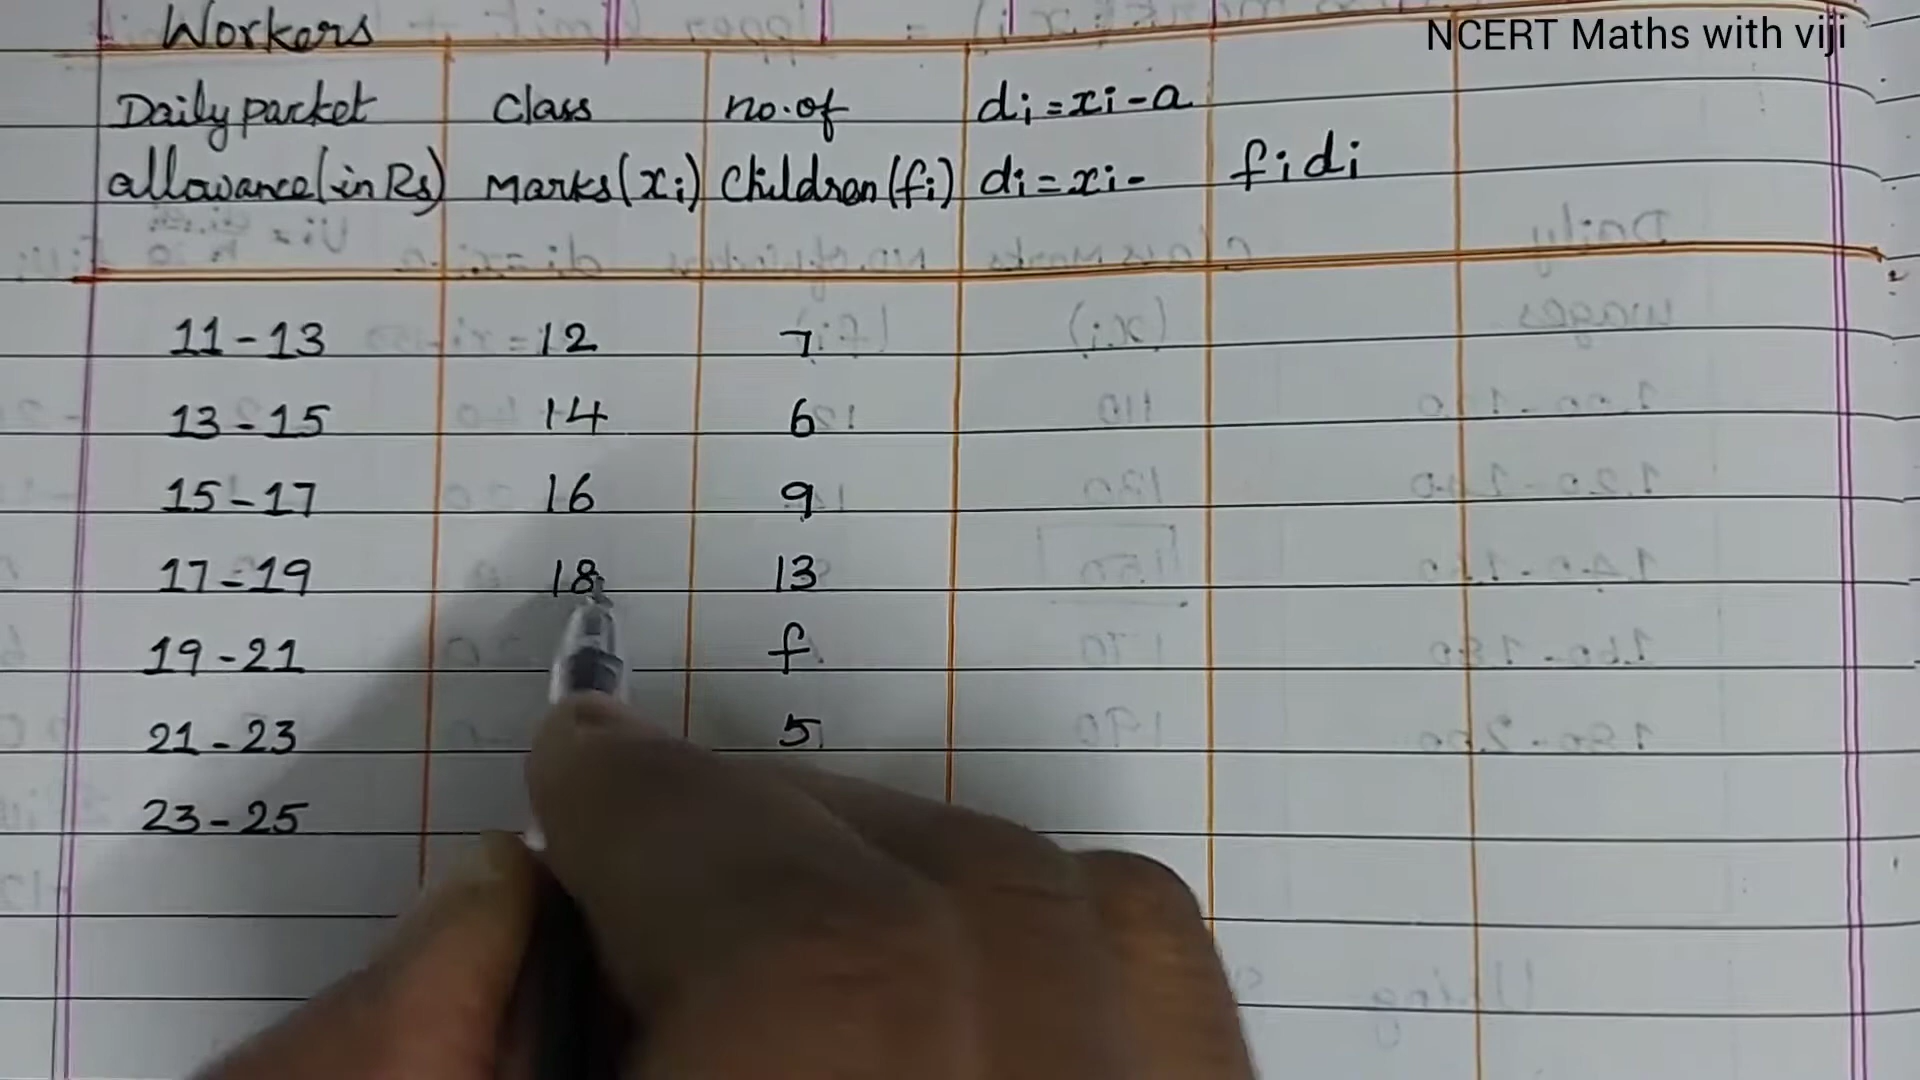 NCERT Maths with viji
Workers
Daily packet Class no.of di=xi-a
allowance(in Rs) Marks(xi) Children(fi) di=xi- fidi
11-13 12 7
13-15 14 6
15-17 16 9
17-19 18 13
19-21 f
21-23 5
23-25